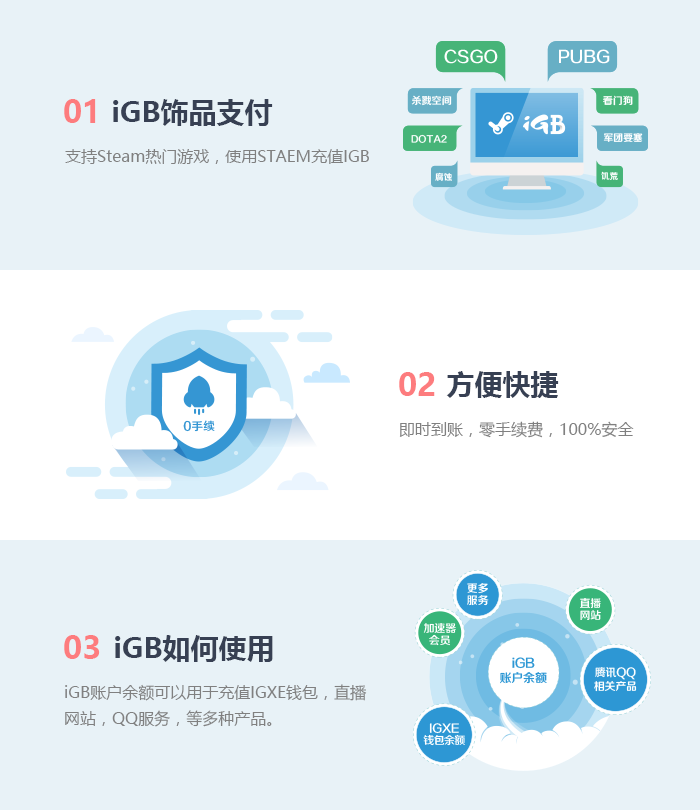 01 iGB饰品支付
支持Steam热门游戏，使用STAEM充值IGB
CSGO
PUBG
杀戮空间
看门狗
iGB
DOTA2
军团要塞
腐蚀
饥荒
0手续
02 方便快捷
即时到账，零手续费，100%安全
03 iGB如何使用
iGB账户余额可以用于充值IGXE钱包，直播
网站，QQ服务，等多种产品。
更多
服务
直播
网站
加速器
会员
iGB
账户余额
腾讯QQ
相关产品
IGXE
钱包余额